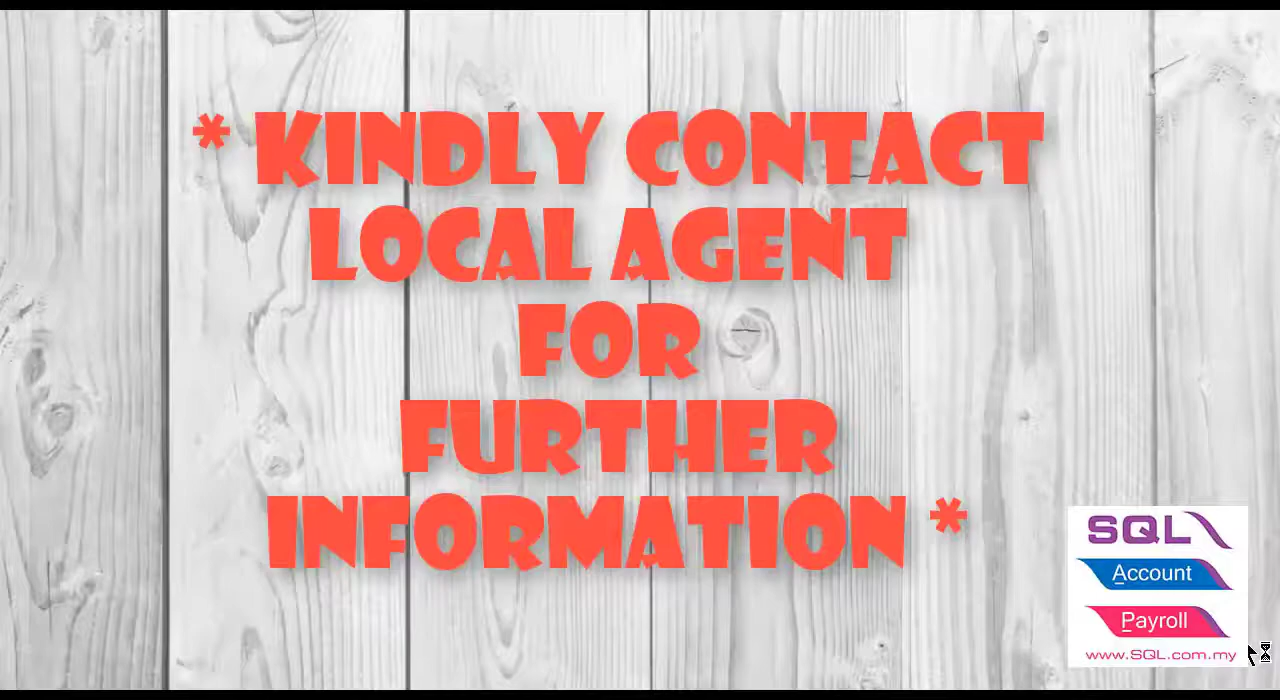 * KINDLY CONTACT
LOCAL AGENT
FOR
FURTHER
INFORMATION *
SQL
Account
Payroll
www.SQL.com.my